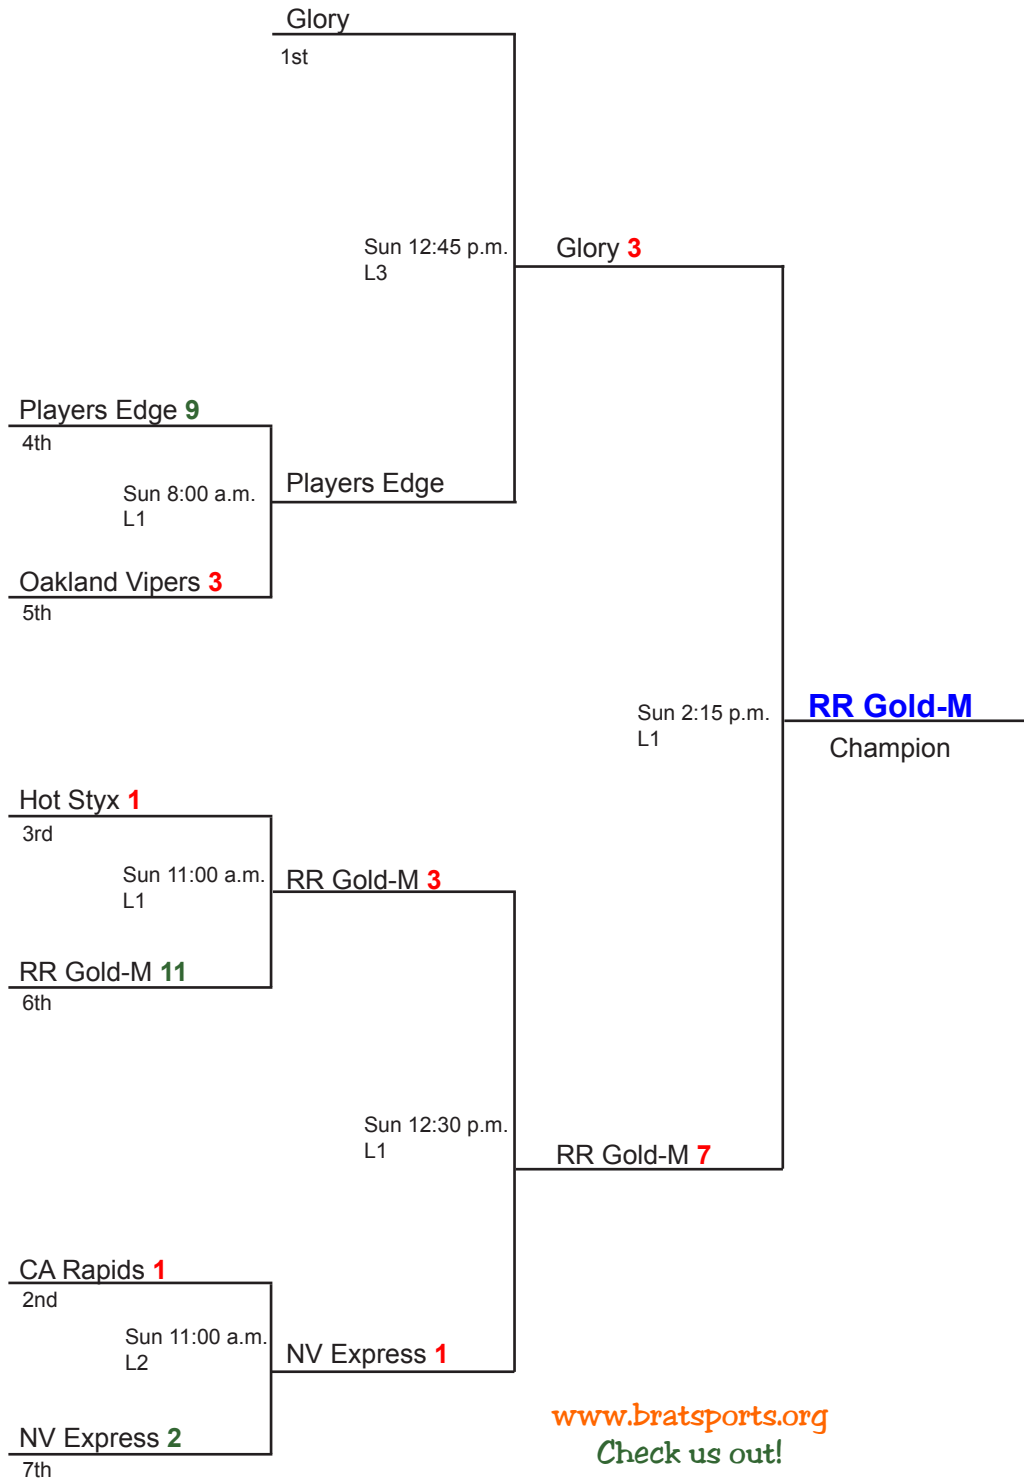 Glory
1st
Sun 12:45 p.m.
L3
Glory 3
Players Edge 9
4th
Sun 8:00 a.m.
L1
Players Edge
Oakland Vipers 3
5th
Sun 2:15 p.m.
L1
RR Gold-M
Champion
Hot Styx 1
3rd
Sun 11:00 a.m.
L1
RR Gold-M 3
RR Gold-M 11
6th
Sun 12:30 p.m.
L1
RR Gold-M 7
CA Rapids 1
2nd
Sun 11:00 a.m.
L2
NV Express 1
NV Express 2
7th
www.bratsports.org
Check us out!